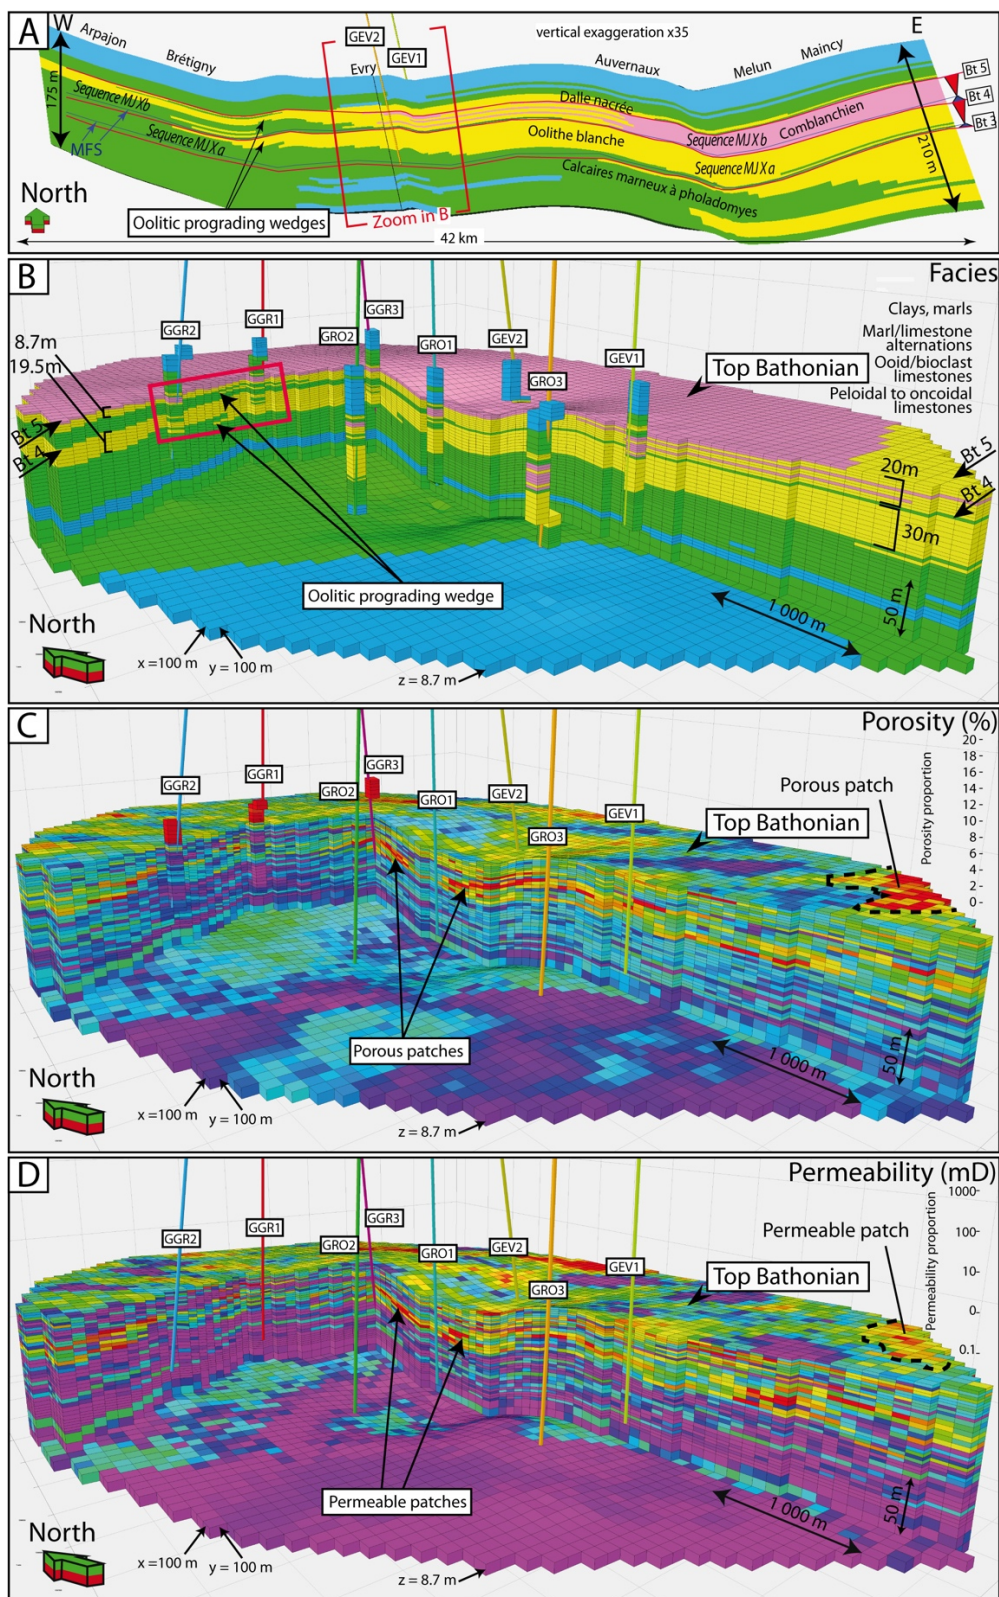 A
W
E
Arpajon
Brétigny
GEV2
GEV1
Evry
vertical exaggeration x35
Auvernaux
Melun
Maincy
Bt 5
Bt 4
Bt 3
175 m
210 m
Sequence MJXb
Sequence MJXa
MFS
Dalle nacrée
Oolithe blanche
Sequence MJXb
Comblanchien
Sequence MJXa
Calcaires marneux à pholadomyes
North
Oolitic prograding wedges
Zoom in B
42 km
B
Facies
Clays, marls
Marl/limestone
alternations
Ooid/bioclast
limestones
Peloidal to oncoidal
limestones
GGR2
GGR1
GRO2
GGR3
GRO1
GEV2
GRO3
GEV1
Top Bathonian
8.7m
19.5m
Bt 5
Bt 4
Bt 5
Bt 4
20m
30m
50 m
1 000 m
Oolitic prograding wedge
North
x =100 m
y = 100 m
z = 8.7 m
C
Porosity (%)
20
18
16
14
12
10
8
6
4
2
0
Porosity proportion
Porous patch
GGR2
GGR1
GRO2
GGR3
GRO1
GEV2
GRO3
GEV1
Top Bathonian
Porous patches
1 000 m
50 m
North
x =100 m
y = 100 m
z = 8.7 m
D
Permeability (mD)
1000
100
10
0
0.1
Permeability proportion
Permeable patch
GGR2
GGR1
GRO2
GGR3
GRO1
GEV2
GRO3
GEV1
Top Bathonian
Permeable patches
1 000 m
50 m
North
x =100 m
y = 100 m
z = 8.7 m